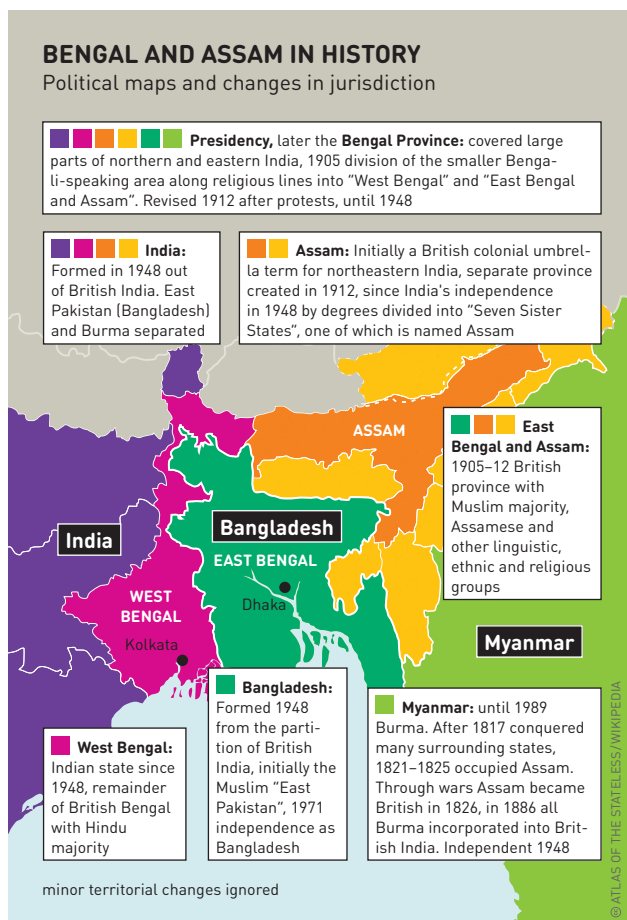 BENGAL AND ASSAM IN HISTORY
Political maps and changes in jurisdiction
Presidency, later the Bengal Province: covered large
parts of northern and eastern India, 1905 division of the smaller Benga-
li-speaking area along religious lines into "West Bengal" and "East Bengal
and Assam". Revised 1912 after protests, until 1948
India:
Formed in 1948 out
of British India. East
Pakistan (Bangladesh)
and Burma separated
Assam: Initially a British colonial umbrel-
la term for northeastern India, separate province
created in 1912, since India's independence
in 1948 by degrees divided into "Seven Sister
States", one of which is named Assam
ASSAM
East
Bengal and Assam:
1905–12 British
province with
Muslim majority,
Assamese and
other linguistic,
ethnic and religious
groups
India
Bangladesh
EAST BENGAL
Dhaka
WEST
BENGAL
Kolkata
Myanmar
West Bengal:
Indian state since
1948, remainder
of British Bengal
with Hindu
majority
Bangladesh:
Formed 1948
from the parti-
tion of British
India, initially the
Muslim "East
Pakistan", 1971
independence as
Bangladesh
Myanmar: until 1989
Burma. After 1817 conquered
many surrounding states,
1821–1825 occupied Assam.
Through wars Assam became
British in 1826, in 1886 all
Burma incorporated into Brit-
ish India. Independent 1948
minor territorial changes ignored
@ ATLAS OF THE STATELESS/WIKIPEDIA